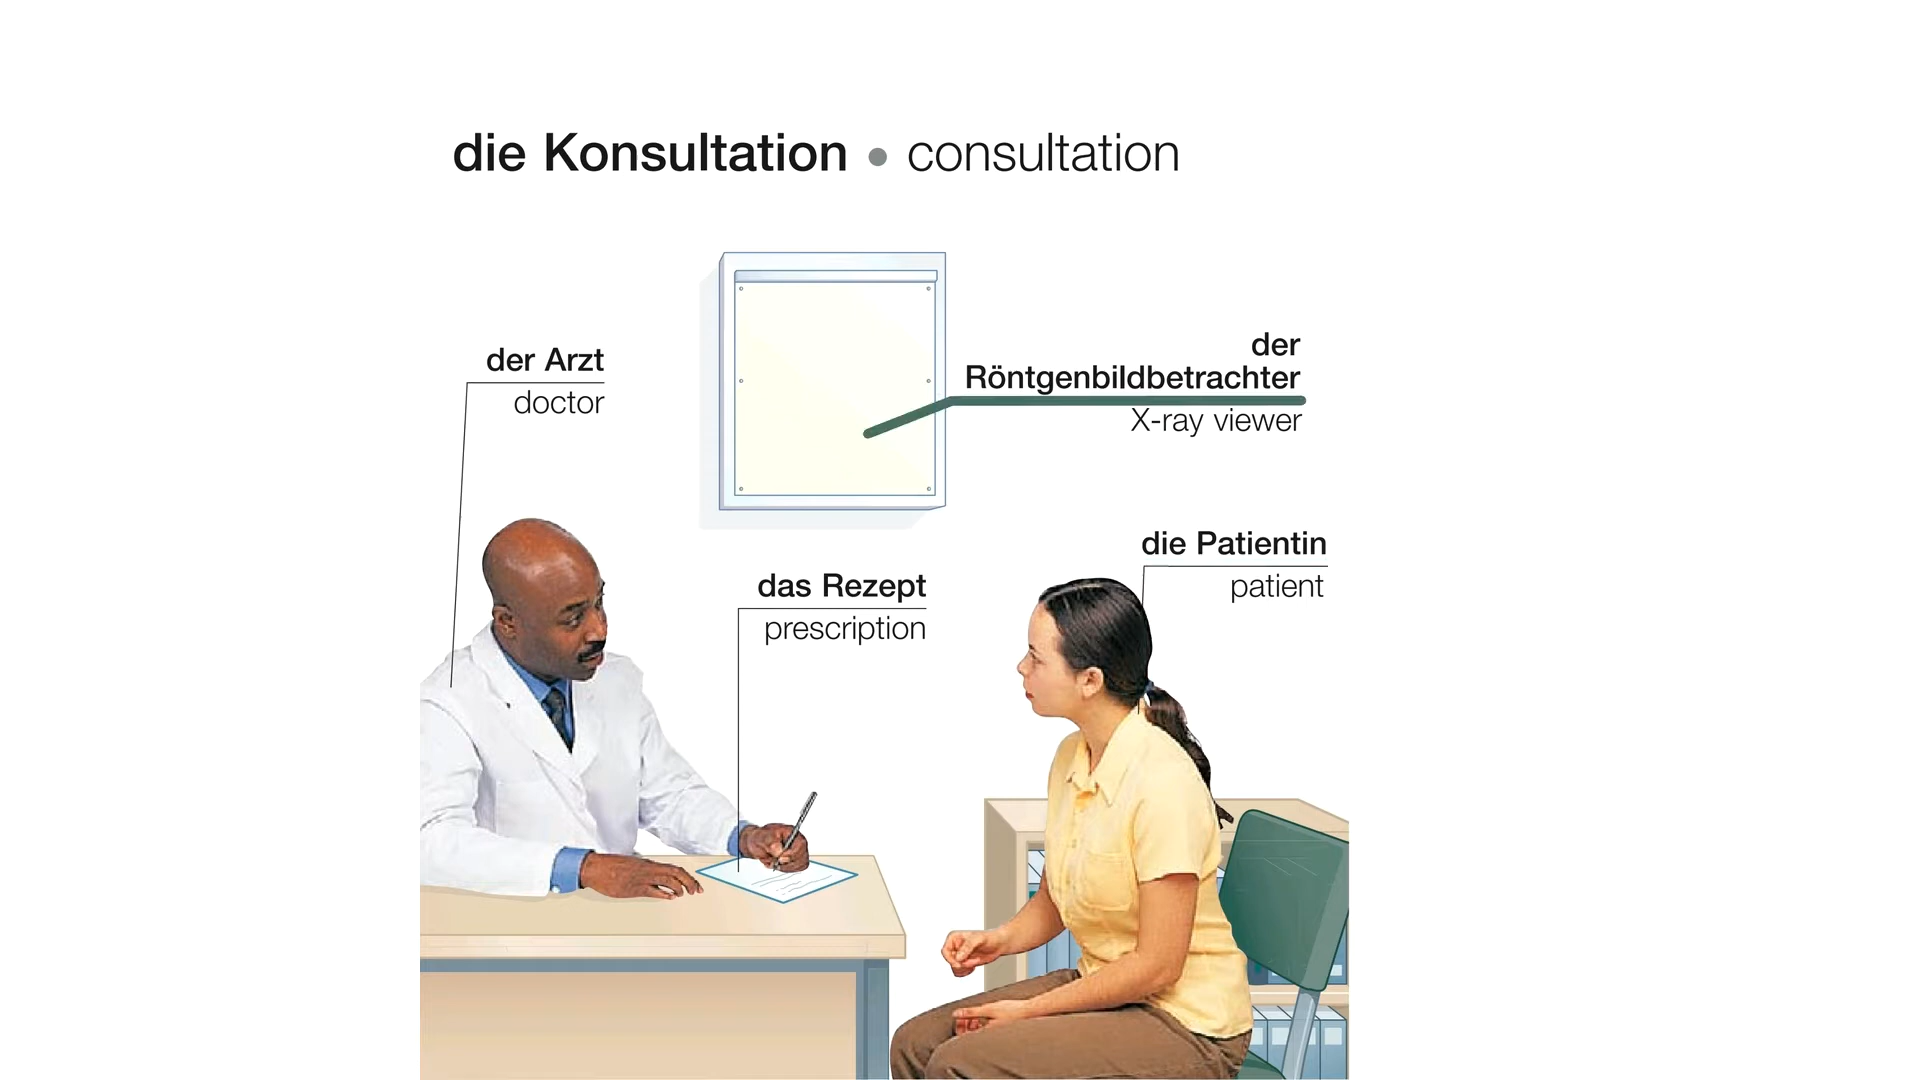 die Konsultation • consultation
der Arzt
doctor
der
Röntgenbildbetrachter
X-ray viewer
das Rezept
prescription
die Patientin
patient